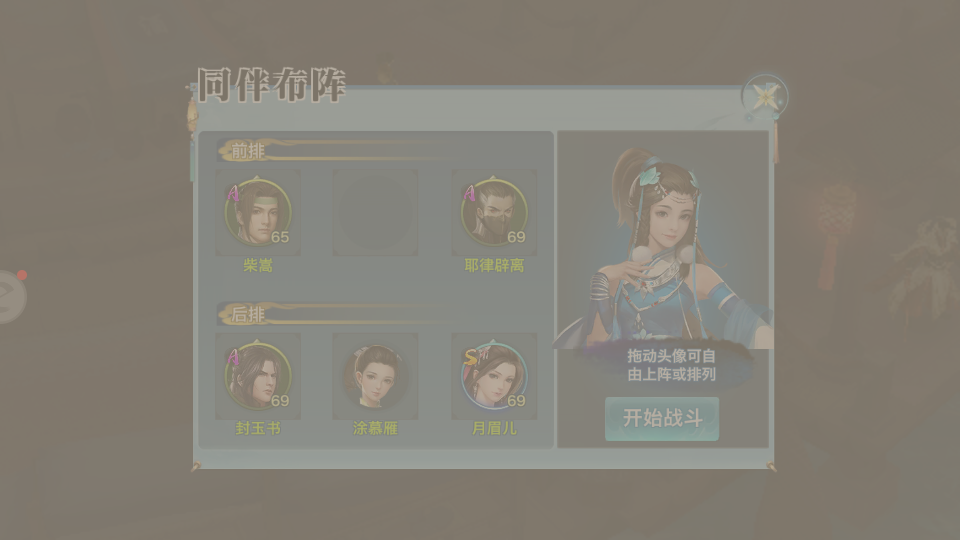 同伴布阵
前排
A
65
A
69
柴嵩
耶律辟离
后排
A
69
S
69
封玉书
涂慕雁
月眉儿
拖动头像可自
由上阵或排列
开始战斗